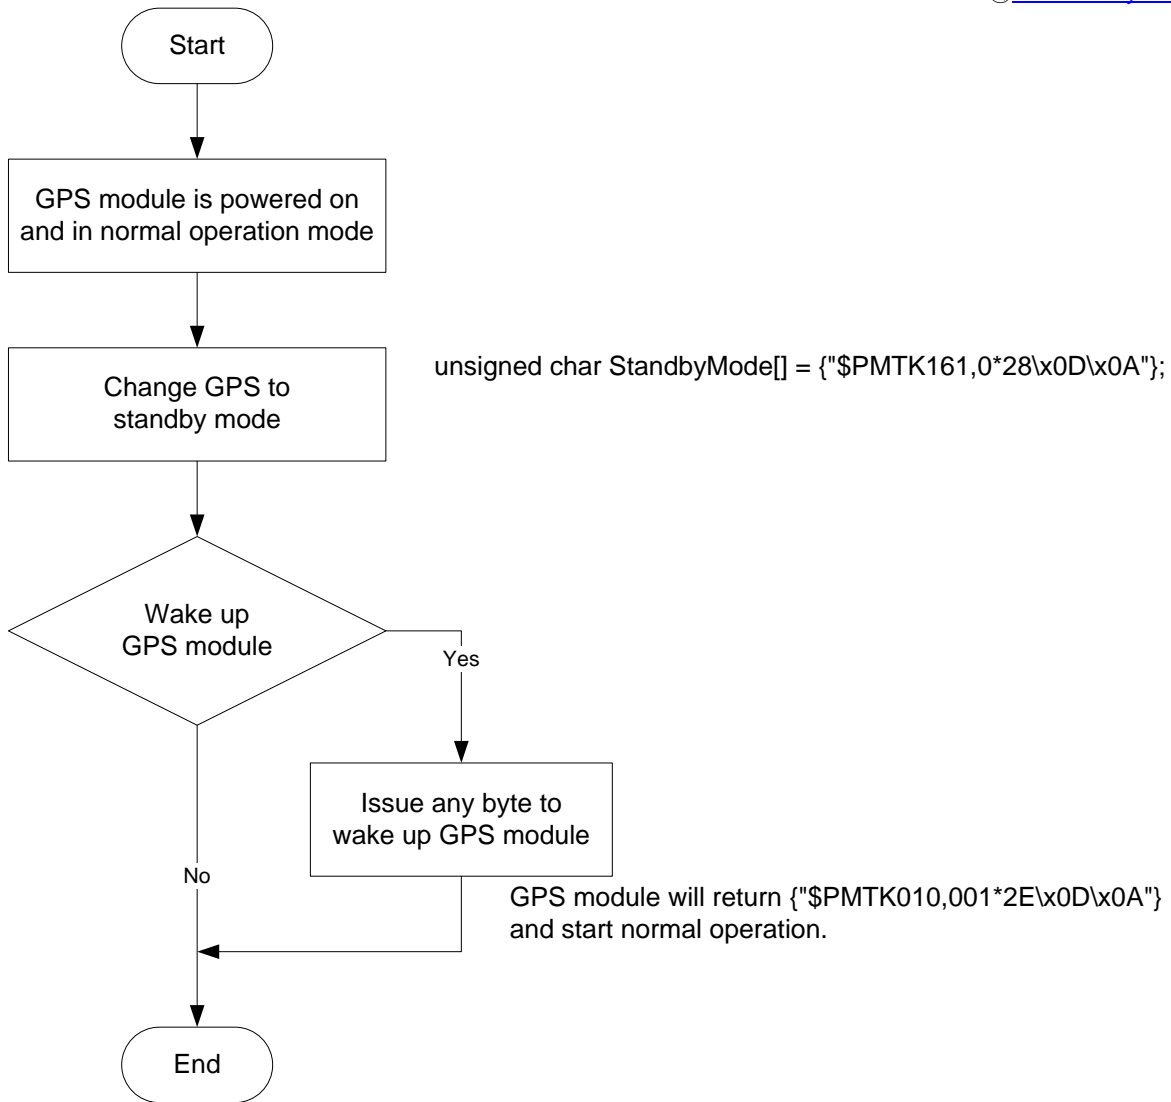 Start
GPS module is powered on
and in normal operation mode
Change GPS to
standby mode
unsigned char StandbyMode[] = {"$PMTK161,0*28\x0D\x0A"};
Wake up
GPS module
Yes
Issue any byte to
wake up GPS module
No
GPS module will return {"$PMTK010,001*2E\x0D\x0A"}
and start normal operation.
End